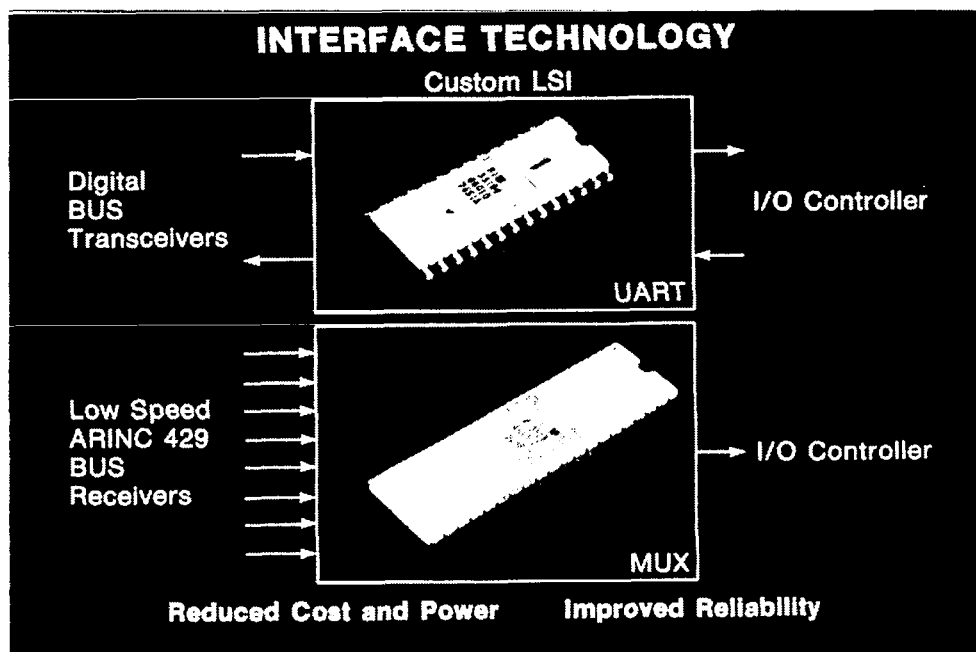 INTERFACE TECHNOLOGY
Custom LSI
Digital
BUS
Transceivers
I/O Controller
UART
Low Speed
ARINC 429
BUS
Receivers
I/O Controller
MUX
Reduced Cost and Power
Improved Reliability